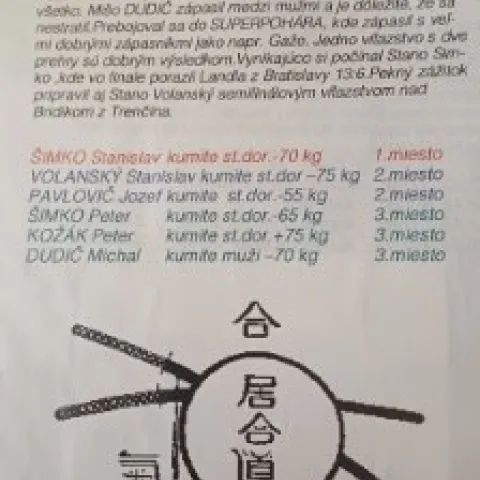 všetko. Mišo DUDIČ zápasil medzi mužmi a je dôležité, že sa
nestratil.Prebojoval sa do SUPERPOHÁRA, kde zápasil s veľ
mi dobrými zápasníkmi jako napr. Gažo. Jedno víťazstvo s dve
prehry sú dobrým výsledkom.Vynikajúco si počínal Stano Šim-
ko ,kde vo finale porazil Landla z Bratislavy 13:6.Pekný zážitok
pripravil aj Stano Volanský semifinálovým víťazstvom nad
Bridikom z Trenčína.
ŠIMKO Stanislav kumite st.dor.-70 kg 1.miesto
VOLANSKÝ Stanislav kumite st.dor –75 kg 2.miesto
PAVLOVIČ Jozef kumite st.dor.-55 kg 2.miesto
ŠIMKO Peter kumite st.dor.-65 kg 3.miesto
KOŽÁK Peter kumite st.dor.+75 kg 3.miesto
DUDIČ Michal kumite muži –70 kg 3.miesto
合
居合道